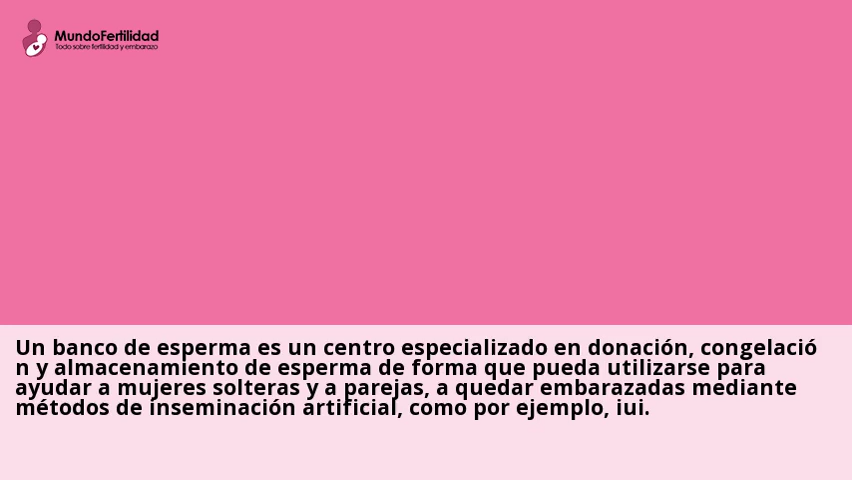 MundoFertilidad
Todo sobre fertilidad y embarazo
Un banco de esperma es un centro especializado en donación, congelació
n y almacenamiento de esperma de forma que pueda utilizarse para
ayudar a mujeres solteras y a parejas, a quedar embarazadas mediante
métodos de inseminación artificial, como por ejemplo, iui.